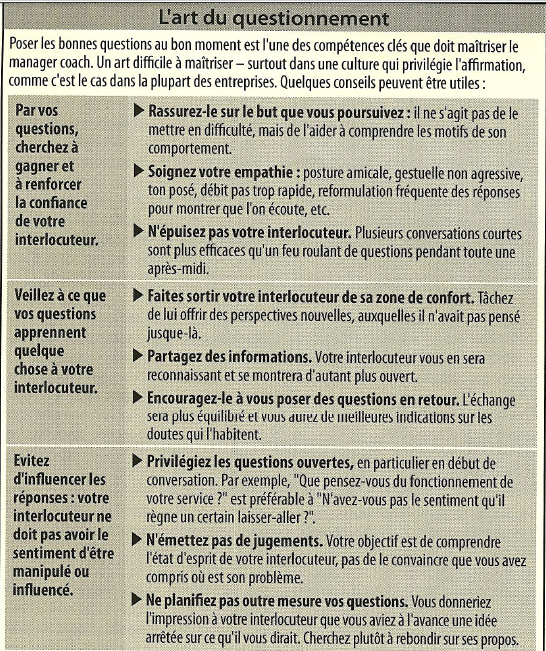 L'art du questionnement
Poser les bonnes questions au bon moment est l'une des compétences clés que doit maîtriser le
manager coach. Un art difficile à maîtriser – surtout dans une culture qui privilégie l'affirmation,
comme c'est le cas dans la plupart des entreprises. Quelques conseils peuvent être utiles :
Par vos
questions,
cherchez à
gagner et
à renforcer
la confiance
de votre
interlocuteur.
▶ Rassurez-le sur le but que vous poursuivez : il ne s'agit pas de le
mettre en difficulté, mais de l'aider à comprendre les motifs de son
comportement.
▶ Soignez votre empathie : posture amicale, gestuelle non agressive,
ton posé, débit pas trop rapide, reformulation fréquente des réponses
pour montrer que l'on écoute, etc.
▶ N'épuisez pas votre interlocuteur. Plusieurs conversations courtes
sont plus efficaces qu'un feu roulant de questions pendant toute une
après-midi.
Veillez à ce que
vos questions
apprennent
quelque
chose à votre
interlocuteur.
▶ Faites sortir votre interlocuteur de sa zone de confort. Tâchez
de lui offrir des perspectives nouvelles, auxquelles il n'avait pas pensé
jusque-là.
▶ Partagez des informations. Votre interlocuteur vous en sera
reconnaissant et se montrera d'autant plus ouvert.
▶ Encouragez-le à vous poser des questions en retour. L'échange
sera plus équilibré et vous aurez de meilleures indications sur les
doutes qui l'habitent.
Evitez
d'influencer les
réponses : votre
interlocuteur ne
doit pas avoir le
sentiment d'être
manipulé ou
influencé.
▶ Privilégiez les questions ouvertes, en particulier en début de
conversation. Par exemple, "Que pensez-vous du fonctionnement de
votre service ?" est préférable à "N'avez-vous pas le sentiment qu'il
règne un certain laisser-aller ?".
▶ N'émettez pas de jugements. Votre objectif est de comprendre
l'état d'esprit de votre interlocuteur, pas de le convaincre que vous avez
compris où est son problème.
▶ Ne planifiez pas outre mesure vos questions. Vous donneriez
l'impression à votre interlocuteur que vous aviez à l'avance une idée
arrêtée sur ce qu'il vous dirait. Cherchez plutôt à rebondir sur ses propos.